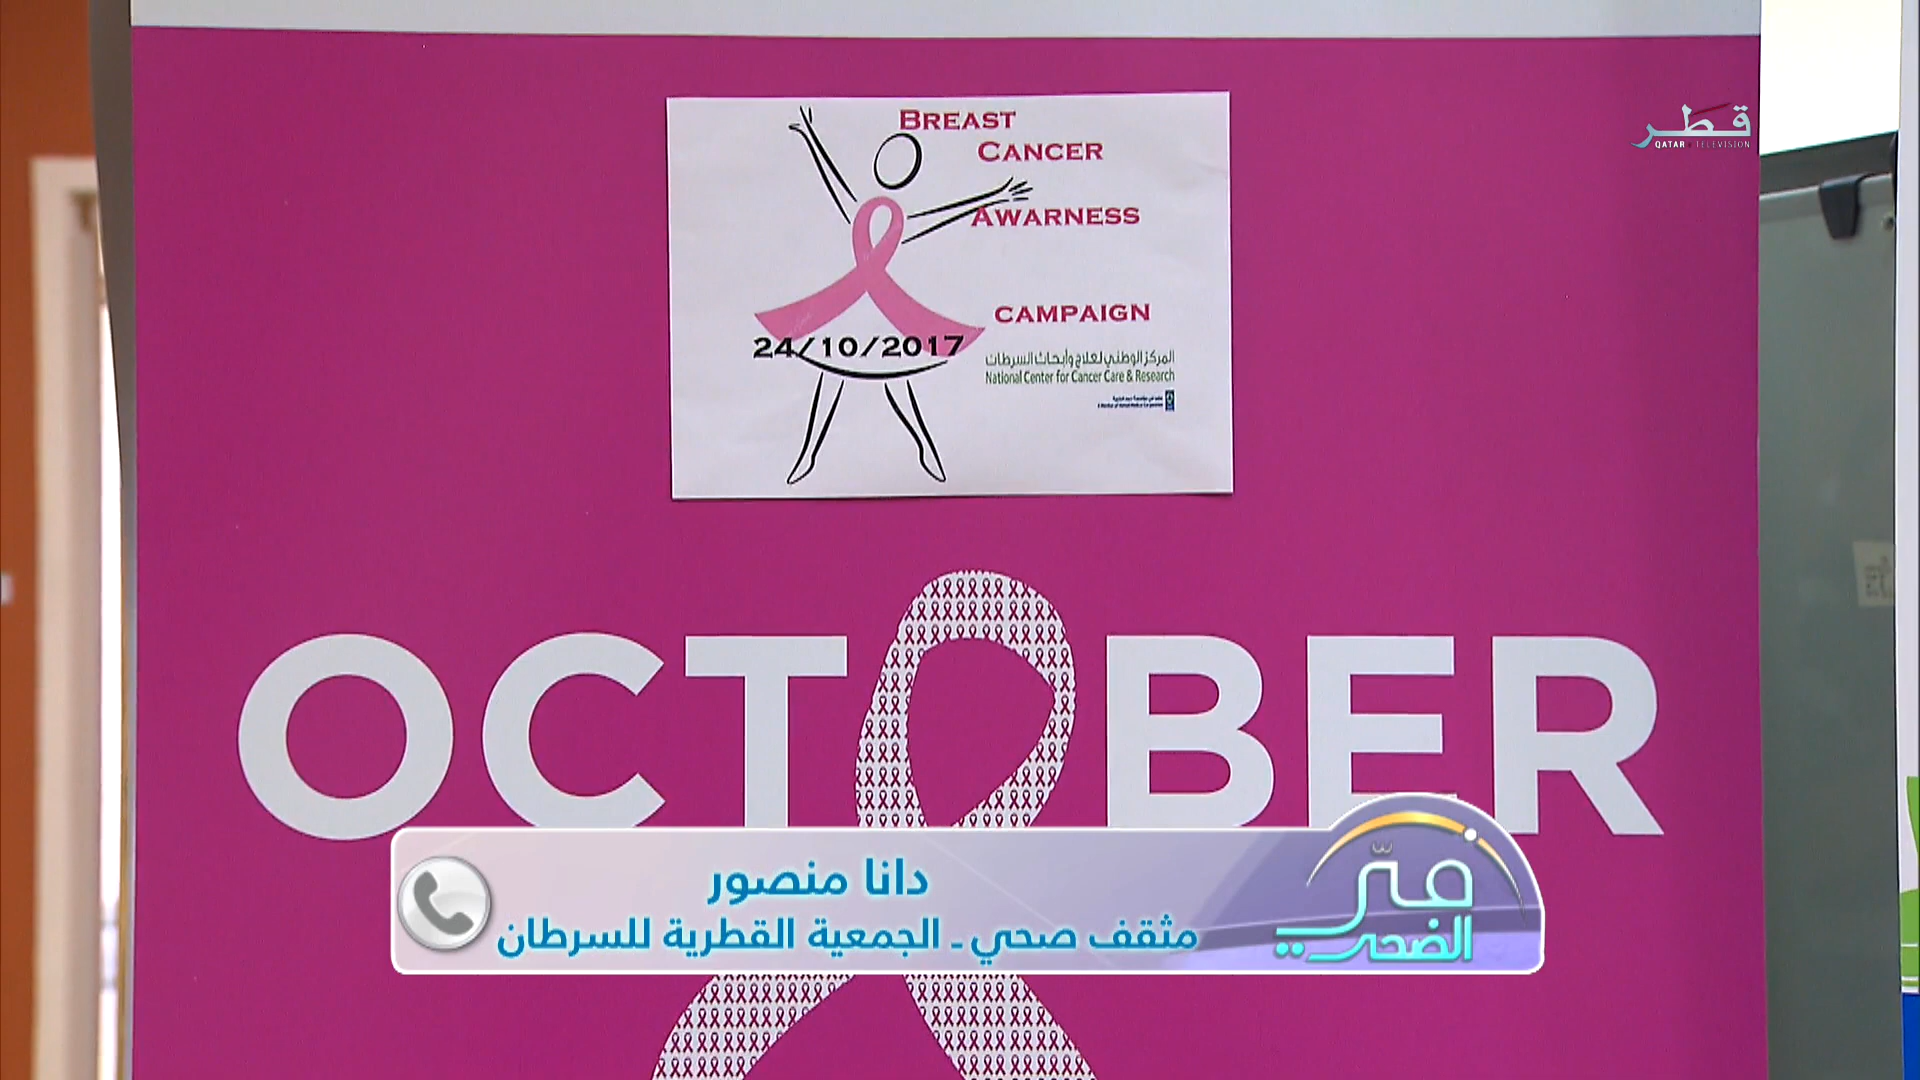 قطر
QATAR TELEVISION
BREAST
CANCER
AWARNESS
CAMPAIGN
24/10/2017
المركز الوطني لعلاج وأبحاث السرطان
National Center for Cancer Care & Research
OCTOBER
دانا منصور
مثقف صحي - الجمعية القطرية للسرطان
في
الضحى